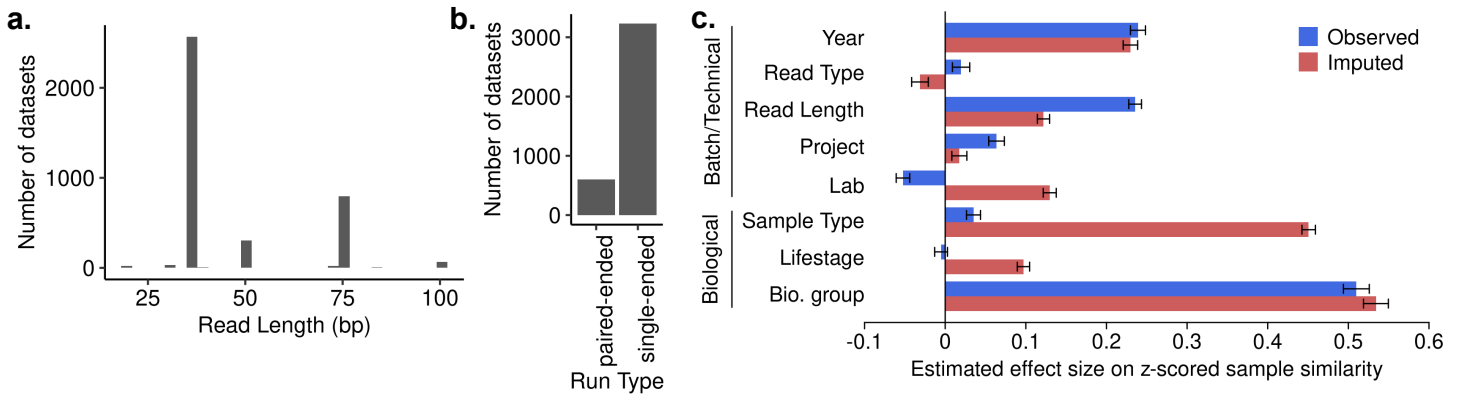 a.
Number of datasets
2000
1000
0
25 50 75 100
Read Length (bp)
b.
Number of datasets
3000
2000
1000
0
paired-ended
single-ended
Run Type
c.
Batch/Technical
Biological
Year
Read Type
Read Length
Project
Lab
Sample Type
Lifestage
Bio. group
Observed
Imputed
-0.1 0 0.1 0.2 0.3 0.4 0.5 0.6
Estimated effect size on z-scored sample similarity